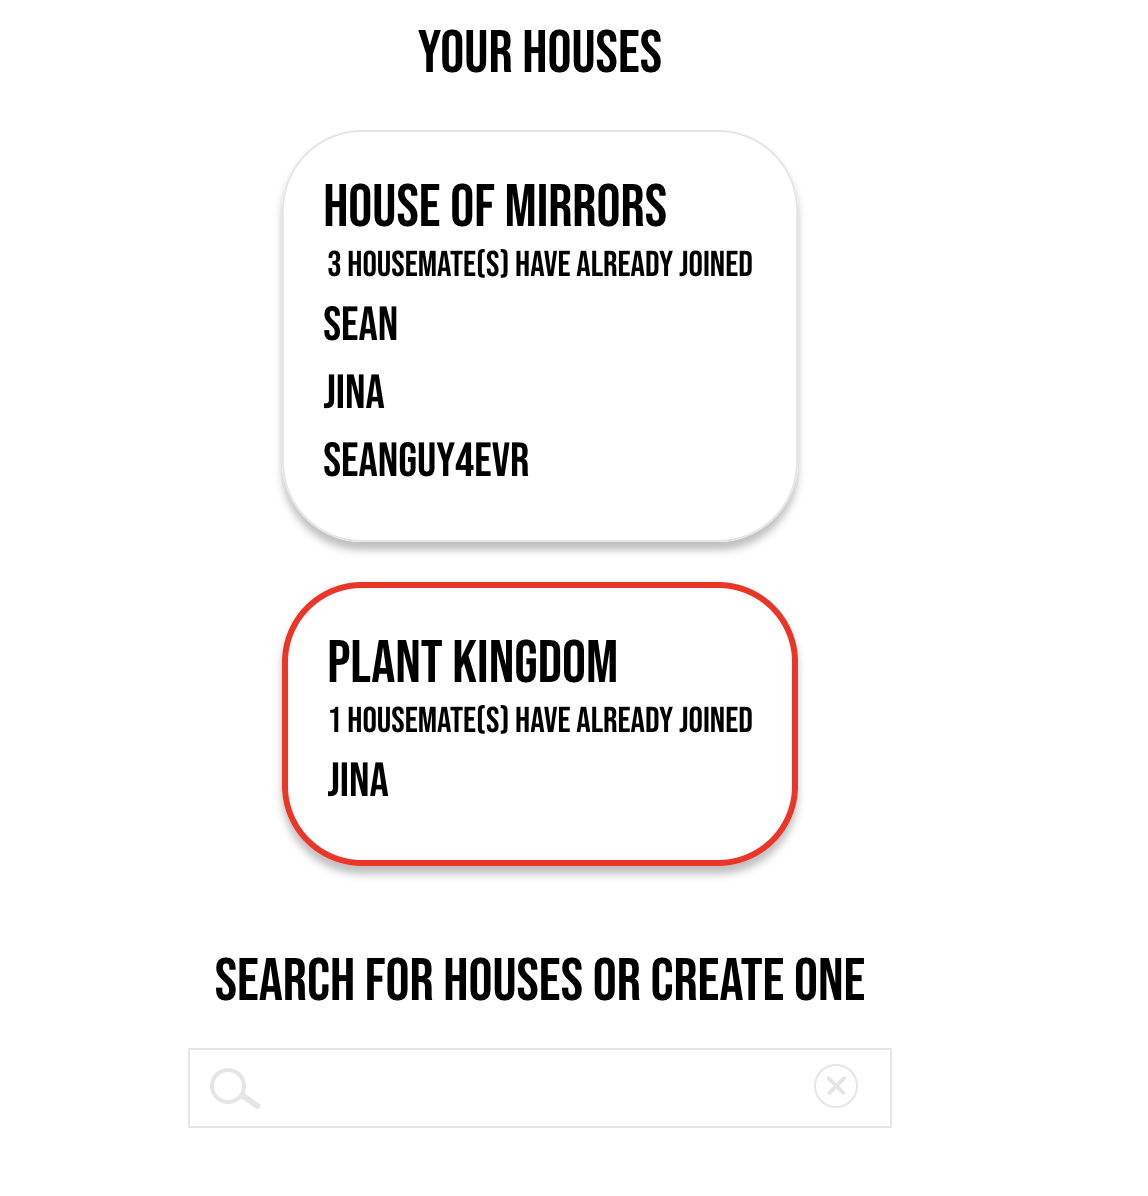 YOUR HOUSES
HOUSE OF MIRRORS
3 HOUSEMATE(S) HAVE ALREADY JOINED
SEAN
JINA
SEANGUY4EVR
PLANT KINGDOM
1 HOUSEMATE(S) HAVE ALREADY JOINED
JINA
SEARCH FOR HOUSES OR CREATE ONE